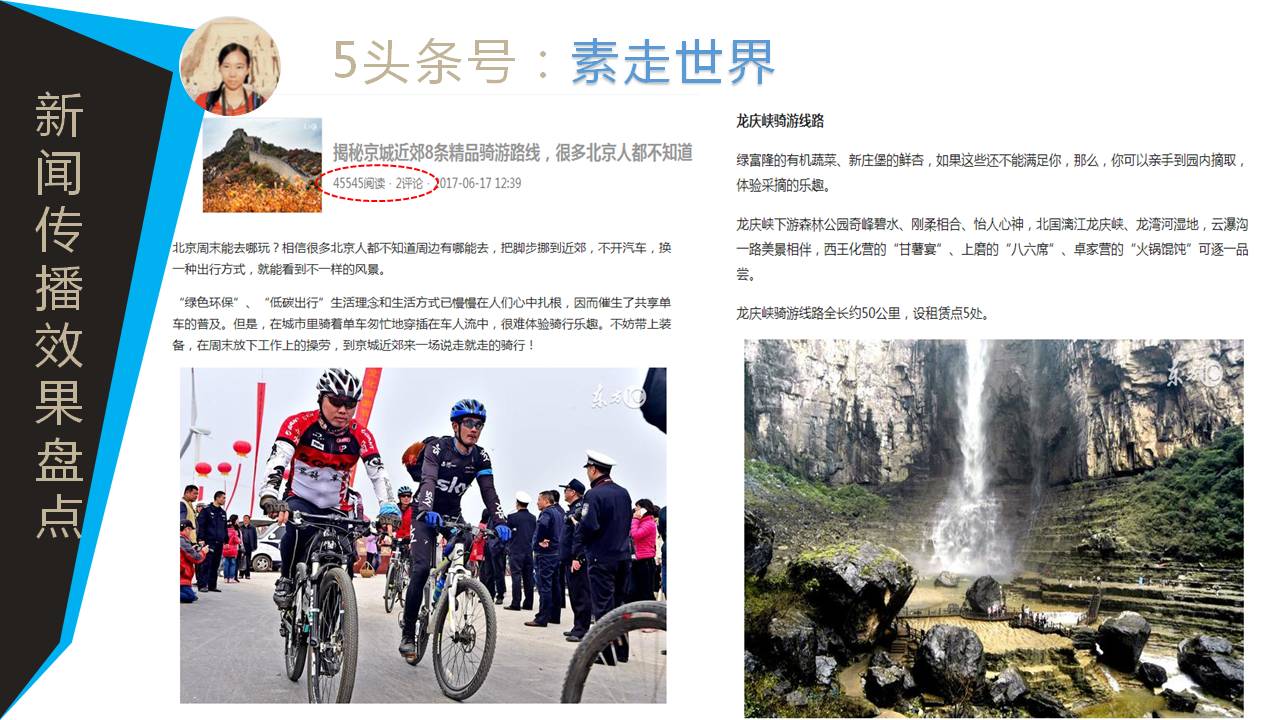 新闻传播效果盘点
5头条号：素走世界
揭秘京城近郊8条精品骑游路线，很多北京人都不知道
45545阅读 · 2评论 · 2017-06-17 12:39
北京周末能去哪玩？相信很多北京人都不知道周边有哪能去，把脚步挪到近郊，不开汽车，换
一种出行方式，就能看到不一样的风景。
“绿色环保”、“低碳出行”生活理念和生活方式已慢慢在人们心中扎根，因而催生了共享单
车的普及。但是，在城市里骑着单车匆忙地穿插在车人流中，很难体验骑行乐趣。不妨带上装
备，在周末放下工作上的操劳，到京城近郊来一场说走就走的骑行！
sky
东方IC
龙庆峡骑游线路
绿富隆的有机蔬菜、新庄堡的鲜杏，如果这些还不能满足你，那么，你可以亲手到园内摘取，
体验采摘的乐趣。
龙庆峡下游森林公园奇峰碧水、刚柔相合、怡人心神，北国漓江龙庆峡、龙湾河湿地，云瀑沟
一路美景相伴，西王化营的“甘薯宴”、上磨的“八六席”、卓家营的“火锅馄饨”可逐一品
尝。
龙庆峡骑游线路全长约50公里，设租赁点5处。
东方IC